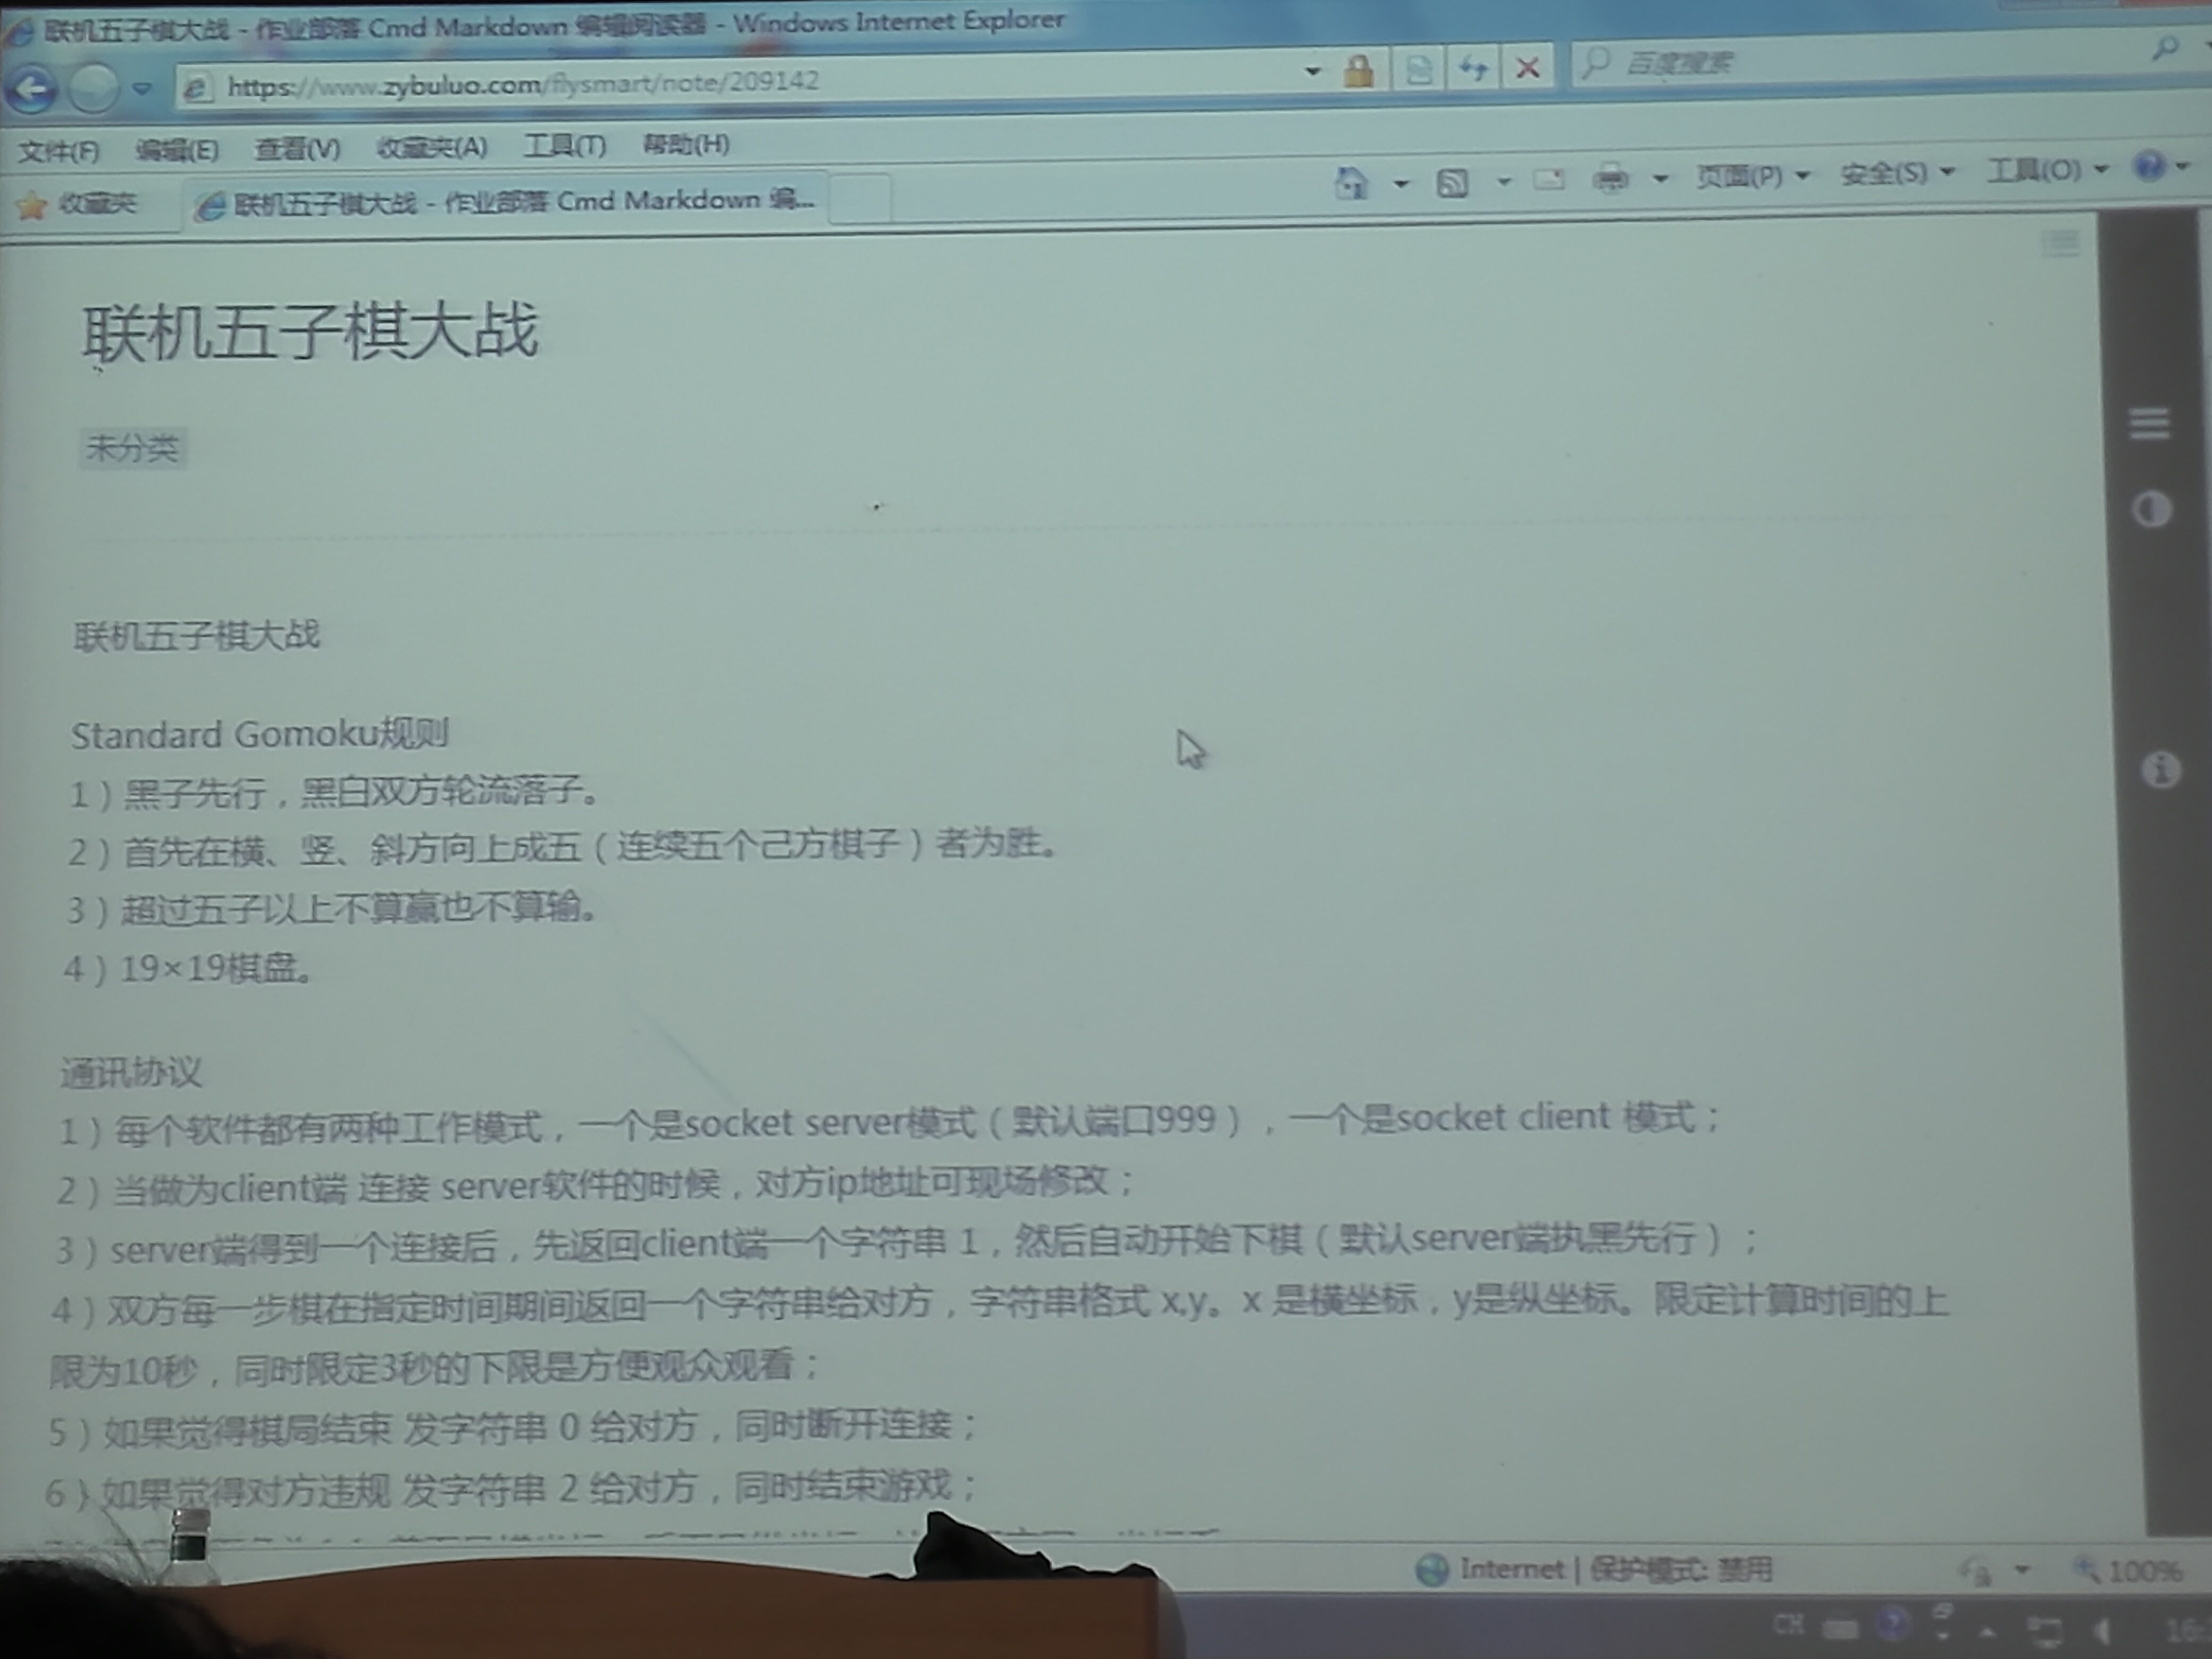 联机五子棋大战 - 作业部落 Cmd Markdown 编辑阅读器 - Windows Internet Explorer
https://www.zybuluo.com/flysmart/note/209142
百度搜索
文件(F) 编辑(E) 查看(V) 收藏夹(A) 工具(T) 帮助(H)
收藏夹 联机五子棋大战 - 作业部落 Cmd Markdown 编... 页面(P) 安全(S) 工具(O)
联机五子棋大战
未分类
联机五子棋大战
Standard Gomoku规则
1）黑子先行，黑白双方轮流落子。
2）首先在横、竖、斜方向上成五（连续五个己方棋子）者为胜。
3）超过五子以上不算赢也不算输。
4）19×19棋盘。
通讯协议
1）每个软件都有两种工作模式，一个是socket server模式（默认端口999），一个是socket client 模式；
2）当做为client端 连接 server软件的时候，对方ip地址可现场修改；
3）server端得到一个连接后，先返回client端一个字符串 1，然后自动开始下棋（默认server端执黑先行）；
4）双方每一步棋在指定时间期间返回一个字符串给对方，字符串格式 x,y。x 是横坐标，y是纵坐标。限定计算时间的上
限为10秒，同时限定3秒的下限是方便观众观看；
5）如果觉得棋局结束 发字符串 0 给对方，同时断开连接；
6）如果觉得对方违规 发字符串 2 给对方，同时结束游戏；
Internet | 保护模式: 禁用 100%
CH